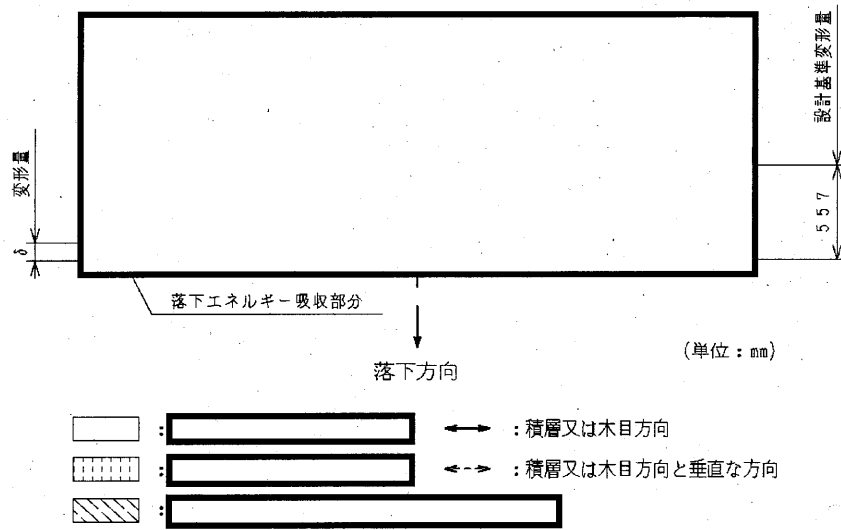 設計基準変形量
変形量
557
δ
落下エネルギー吸収部分
落下方向
(単位:mm)
: :積層又は木目方向
: :積層又は木目方向と垂直な方向
: